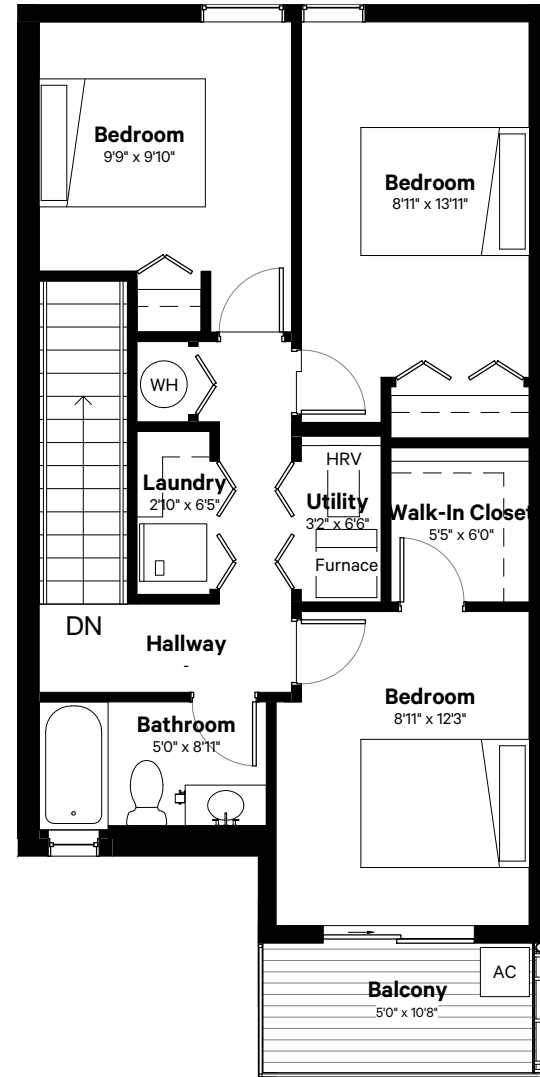 Bedroom
9'9" x 9'10"
Bedroom
8'11" x 13'11"
WH
HRV
Laundry
2'10" x 6'5"
Utility
3'2" x 6'6"
Walk-In Closet
5'5" x 6'0"
Furnace
DN
Hallway
-
Bedroom
8'11" x 12'3"
Bathroom
5'0" x 8'11"
AC
Balcony
5'0" x 10'8"